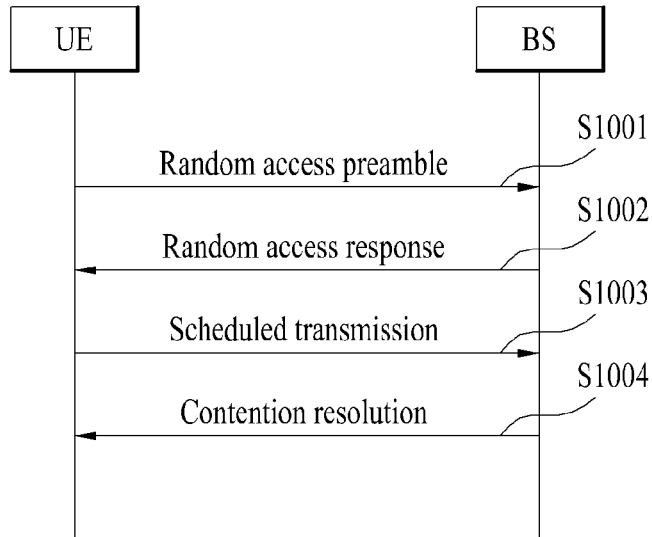 UE
BS
S1001
Random access preamble
S1002
Random access response
S1003
Scheduled transmission
S1004
Contention resolution